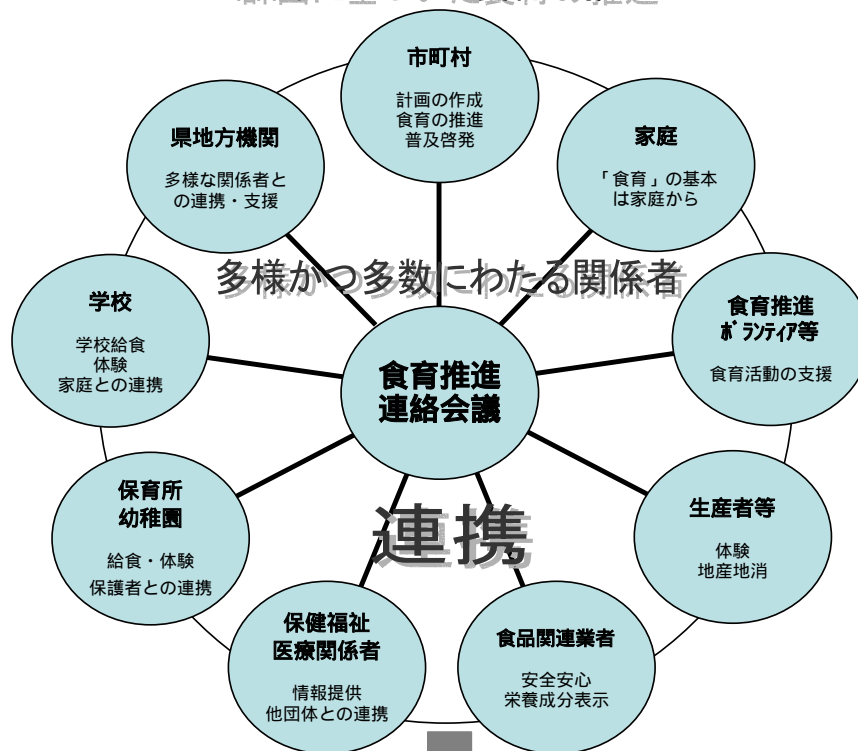 市町村
計画の作成
食育の推進
普及啓発
県地方機関
多様な関係者と
の連携・支援
家庭
「食育」の基本
は家庭から
多様かつ多数にわたる関係者
学校
学校給食
体験
家庭との連携
食育推進
ボランティア等
食育活動の支援
食育推進
連絡会議
保育所
幼稚園
給食・体験
保護者との連携
生産者等
体験
地産地消
連携
保健福祉
医療関係者
情報提供
他団体との連携
食品関連業者
安全安心
栄養成分表示